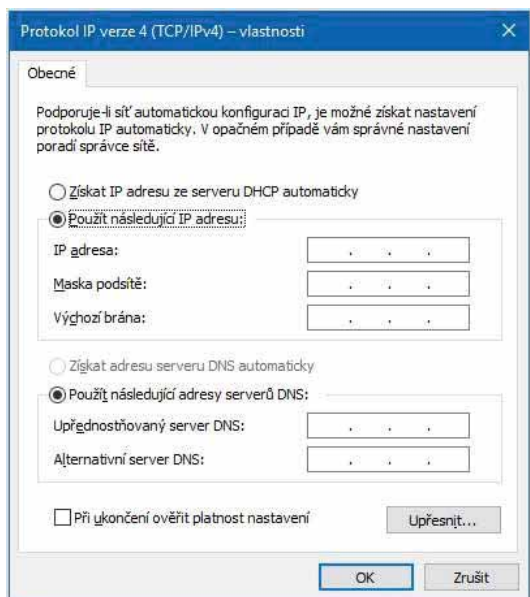 Protokol IP verze 4 (TCP/IPv4) – vlastnosti
Obecné
Podporuje-li síť automatickou konfiguraci IP, je možné získat nastavení
protokolu IP automaticky. V opačném případě vám správné nastavení
poradí správce sítě.
Získat IP adresu ze serveru DHCP automaticky
Použít následující IP adresu:
IP adresa:
Maska podsítě:
Výchozí brána:
Získat adresu serveru DNS automaticky
Použít následující adresy serverů DNS:
Upřednostňovaný server DNS:
Alternativní server DNS:
Při ukončení ověřit platnost nastavení
Upřesnit...
OK
Zrušit